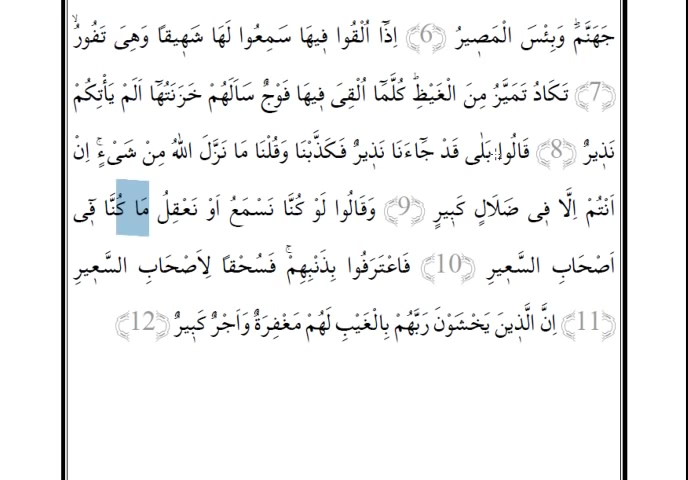 جَهَنَّمَۜ وَبِئْسَ الْمَصٖيرُ ﴿6﴾ اِذَٓا اُلْقُوا فٖيهَا سَمِعُوا لَهَا شَهٖيقاً وَهِىَ تَفُورُۙ
﴿7﴾ تَكَادُ تَمَيَّزُ مِنَ الْغَيْظِۜ كُلَّمَٓا اُلْقِىَ فٖيهَا فَوْجٌ سَاَلَهُمْ خَزَنَتُهَٓا اَلَمْ يَأْتِكُمْ
نَذٖيرٌ ﴿8﴾ قَالُوا بَلٰى قَدْ جَٓاءَنَا نَذٖيرٌ فَكَذَّبْنَا وَقُلْنَا مَا نَزَّلَ اللّٰهُ مِنْ شَىْءٍۚ اِنْ
اَنْتُمْ اِلَّا فٖى ضَلَالٍ كَبٖيرٍ ﴿9﴾ وَقَالُوا لَوْ كُنَّا نَسْمَعُ اَوْ نَعْقِلُ مَا كُنَّا فٖٓى
اَصْحَابِ السَّعٖيرِ ﴿10﴾ فَاعْتَرَفُوا بِذَنْبِهِمْۚ فَسُحْقاً لِاَصْحَابِ السَّعٖيرِ
﴿11﴾ اِنَّ الَّذٖينَ يَخْشَوْنَ رَبَّهُمْ بِالْغَيْبِ لَهُمْ مَغْفِرَةٌ وَاَجْرٌ كَبٖيرٌ ﴿12﴾